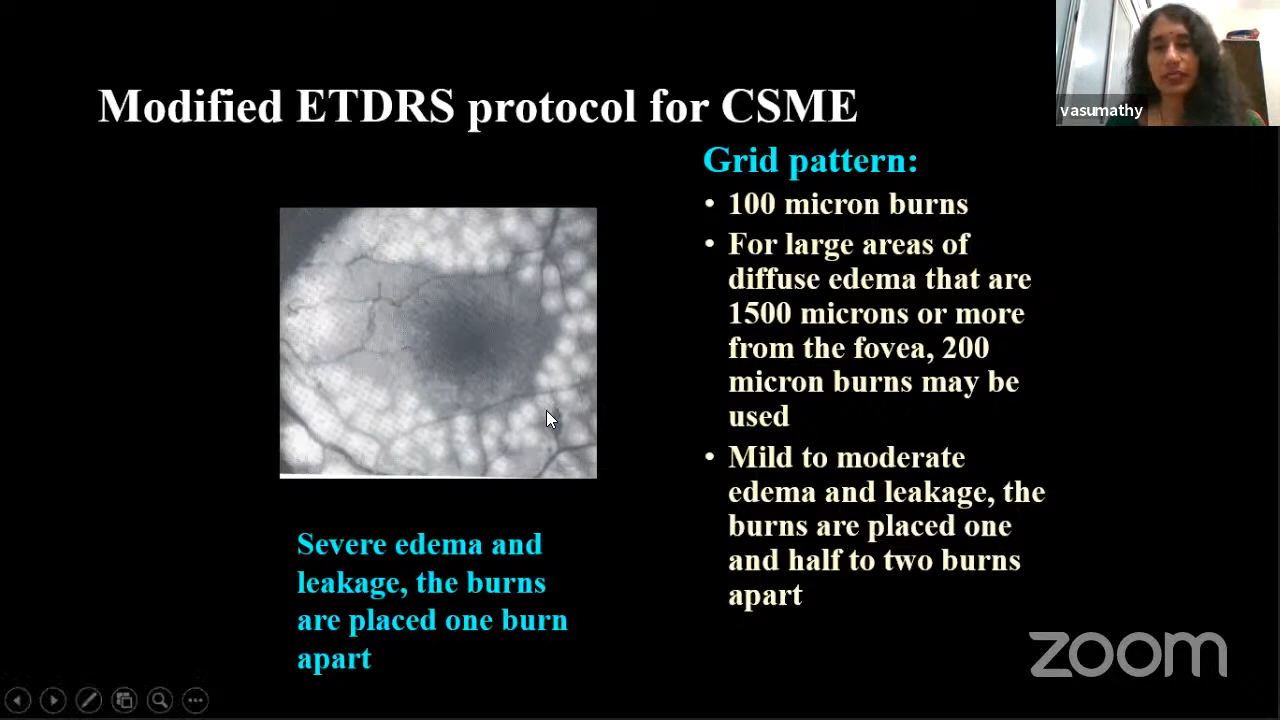 Modified ETDRS protocol for CSME
vasumathy
Grid pattern:
• 100 micron burns
• For large areas of
diffuse edema that are
1500 microns or more
from the fovea, 200
micron burns may be
used
• Mild to moderate
edema and leakage, the
burns are placed one
and half to two burns
apart
Severe edema and
leakage, the burns
are placed one burn
apart
zoom